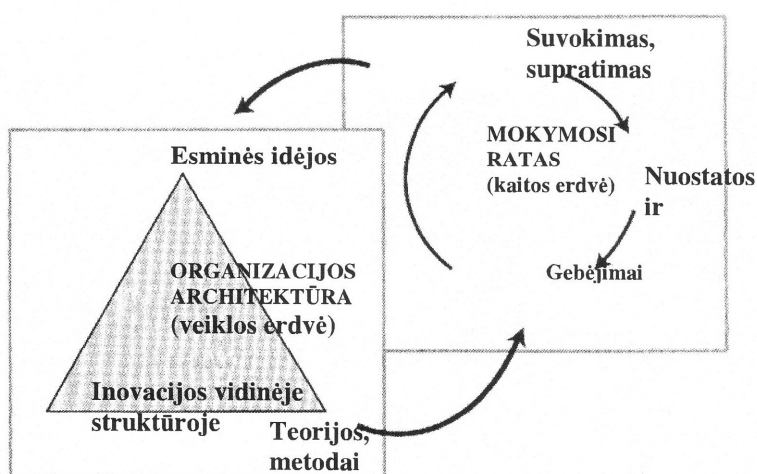 Suvokimas,
supratimas
MOKYMOSI
RATAS
(kaitos erdvė)
Nuostatos
ir
Gebėjimai
Esminės idėjos
ORGANIZACIJOS
ARCHITEKTŪRA
(veiklos erdvė)
Inovacijos vidinėje
struktūroje
Teorijos,
metodai